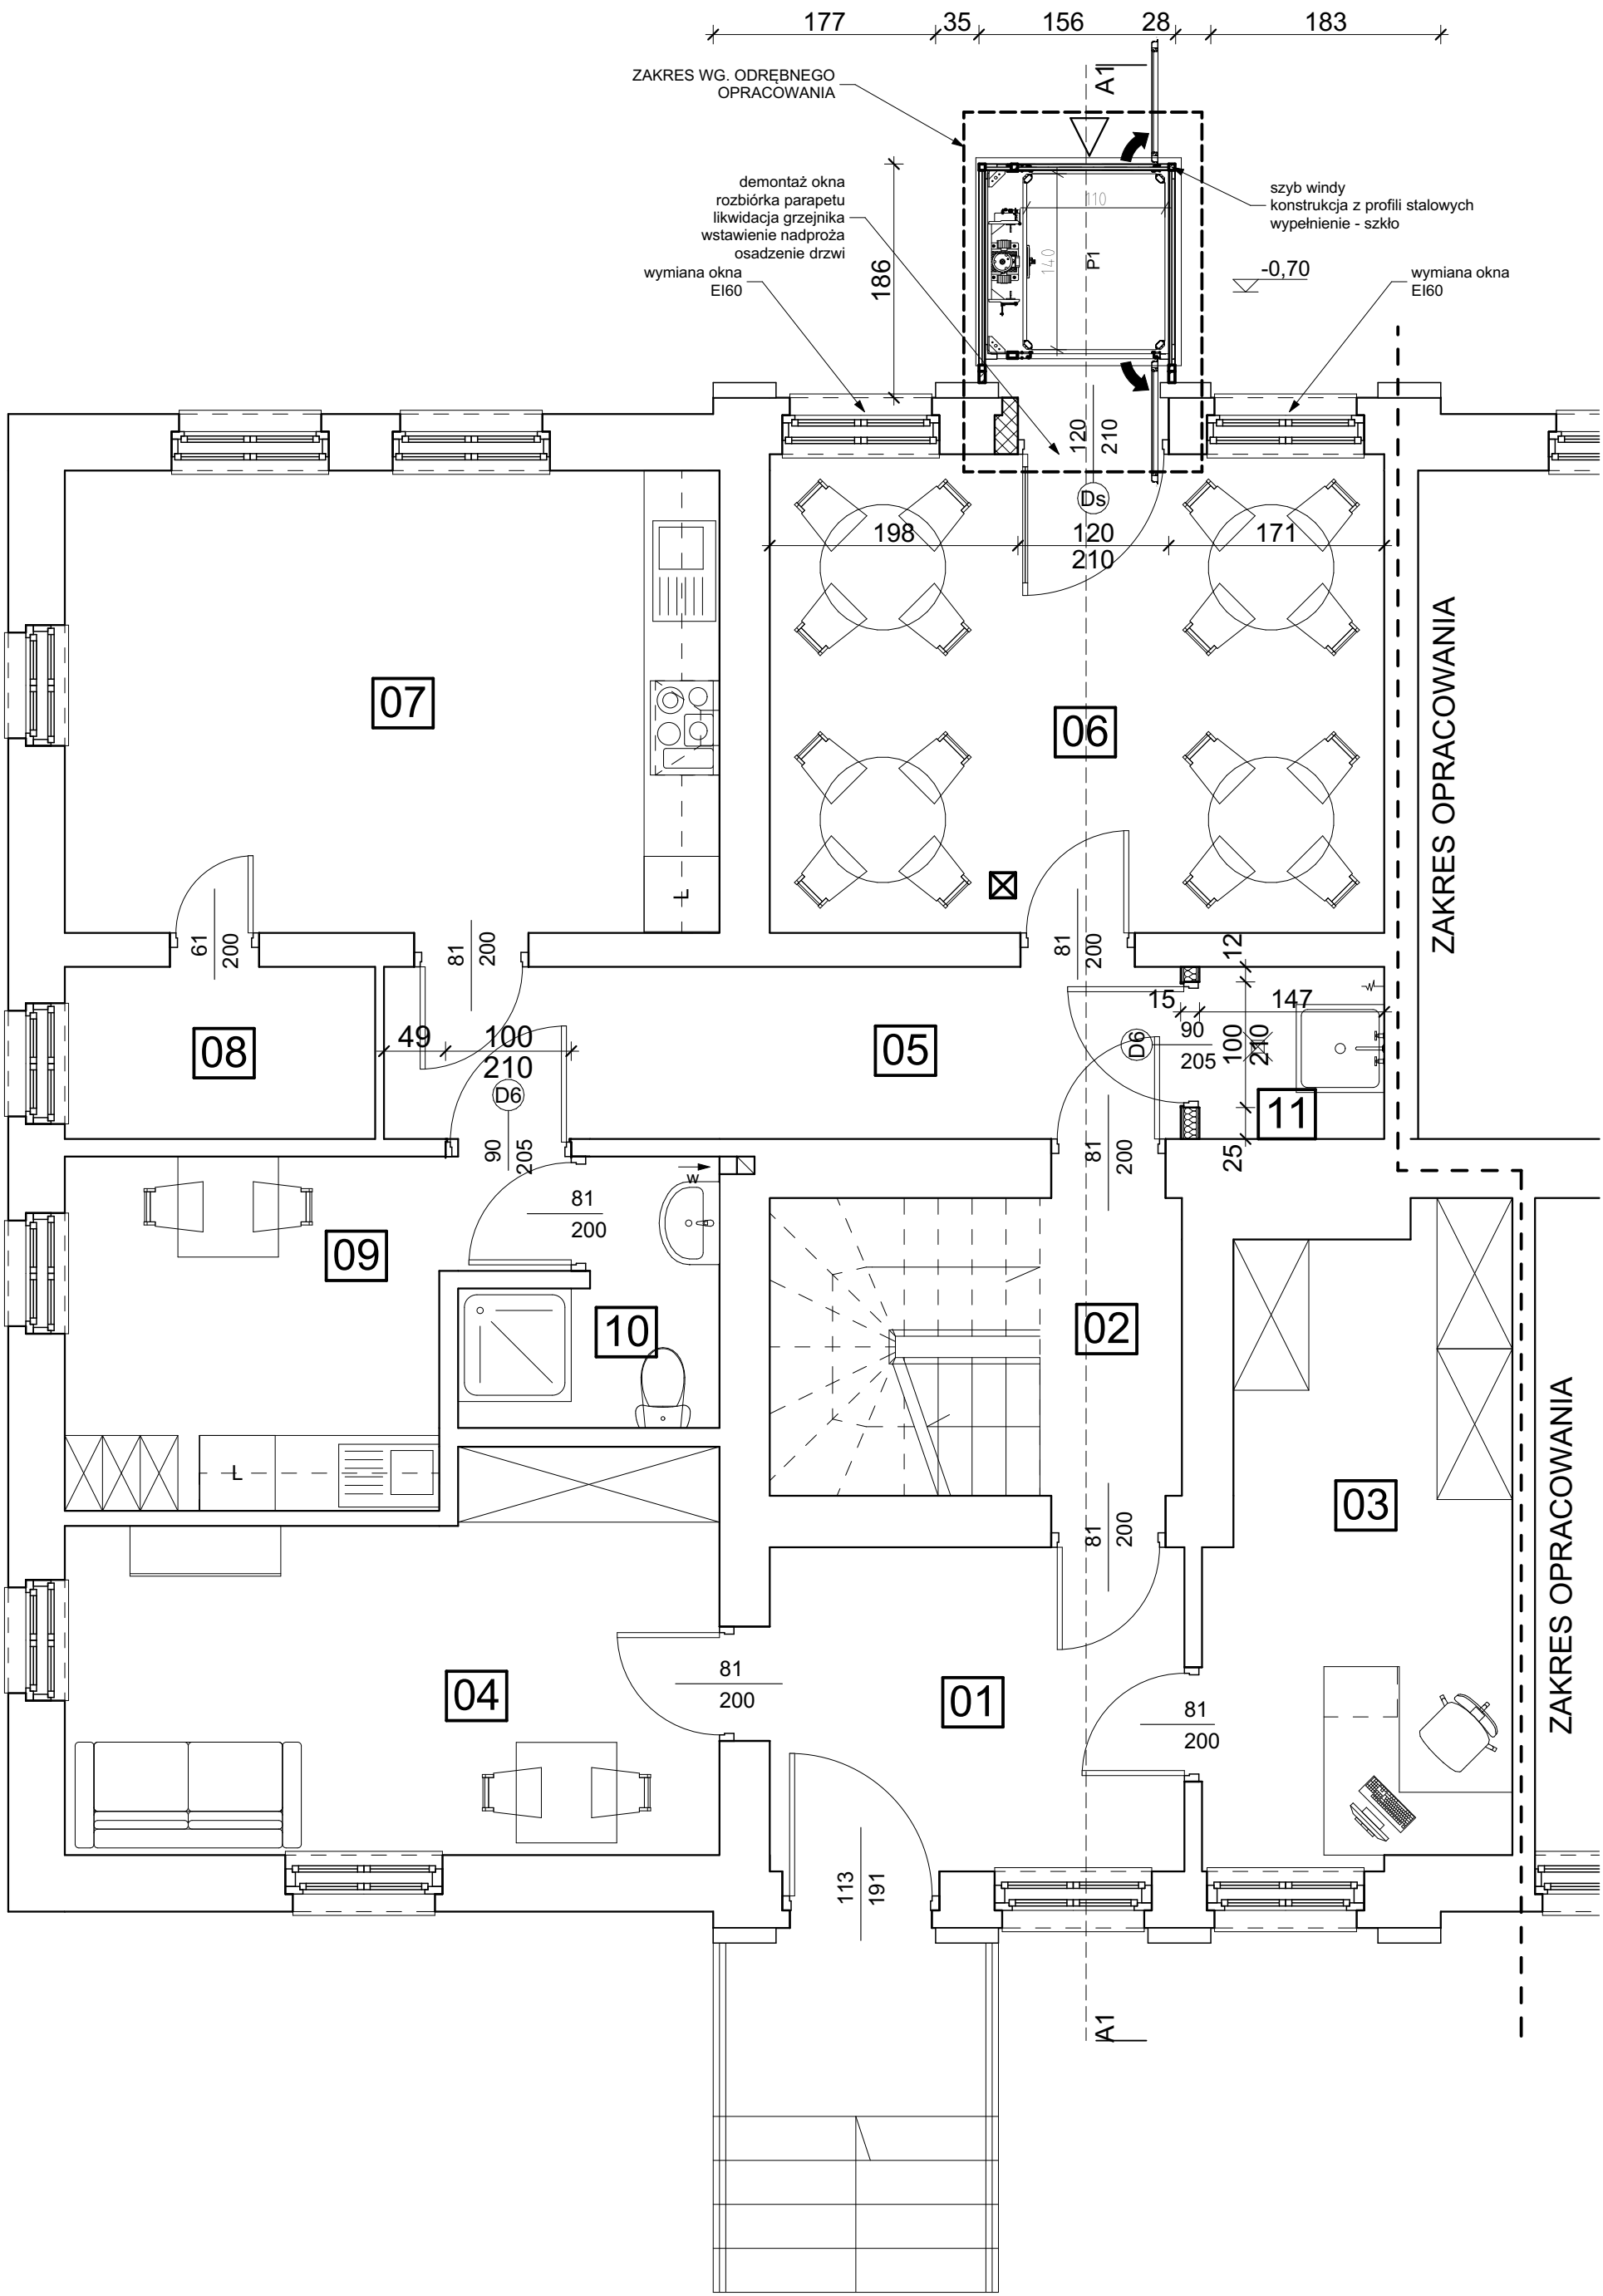 177
35
156
28
183
A1
ZAKRES WG. ODRĘBNEGO
OPRACOWANIA
demontaż okna
rozbiórka parapetu
likwidacja grzejnika
wstawienie nadproża
osadzenie drzwi
wymiana okna
EI60
186
110
140
P1
szyb windy
konstrukcja z profili stalowych
wypełnienie - szkło
-0,70
wymiana okna
EI60
120
210
Ds
198
120
210
171
ZAKRES OPRACOWANIA
07
06
L
61
200
81
200
81
200
12
15
147
08
49
100
210
D6
05
D6
90
205
100
210
11
25
90
205
81
200
81
200
w
09
10
02
L
03
ZAKRES OPRACOWANIA
81
200
04
81
200
01
81
200
113
191
A1